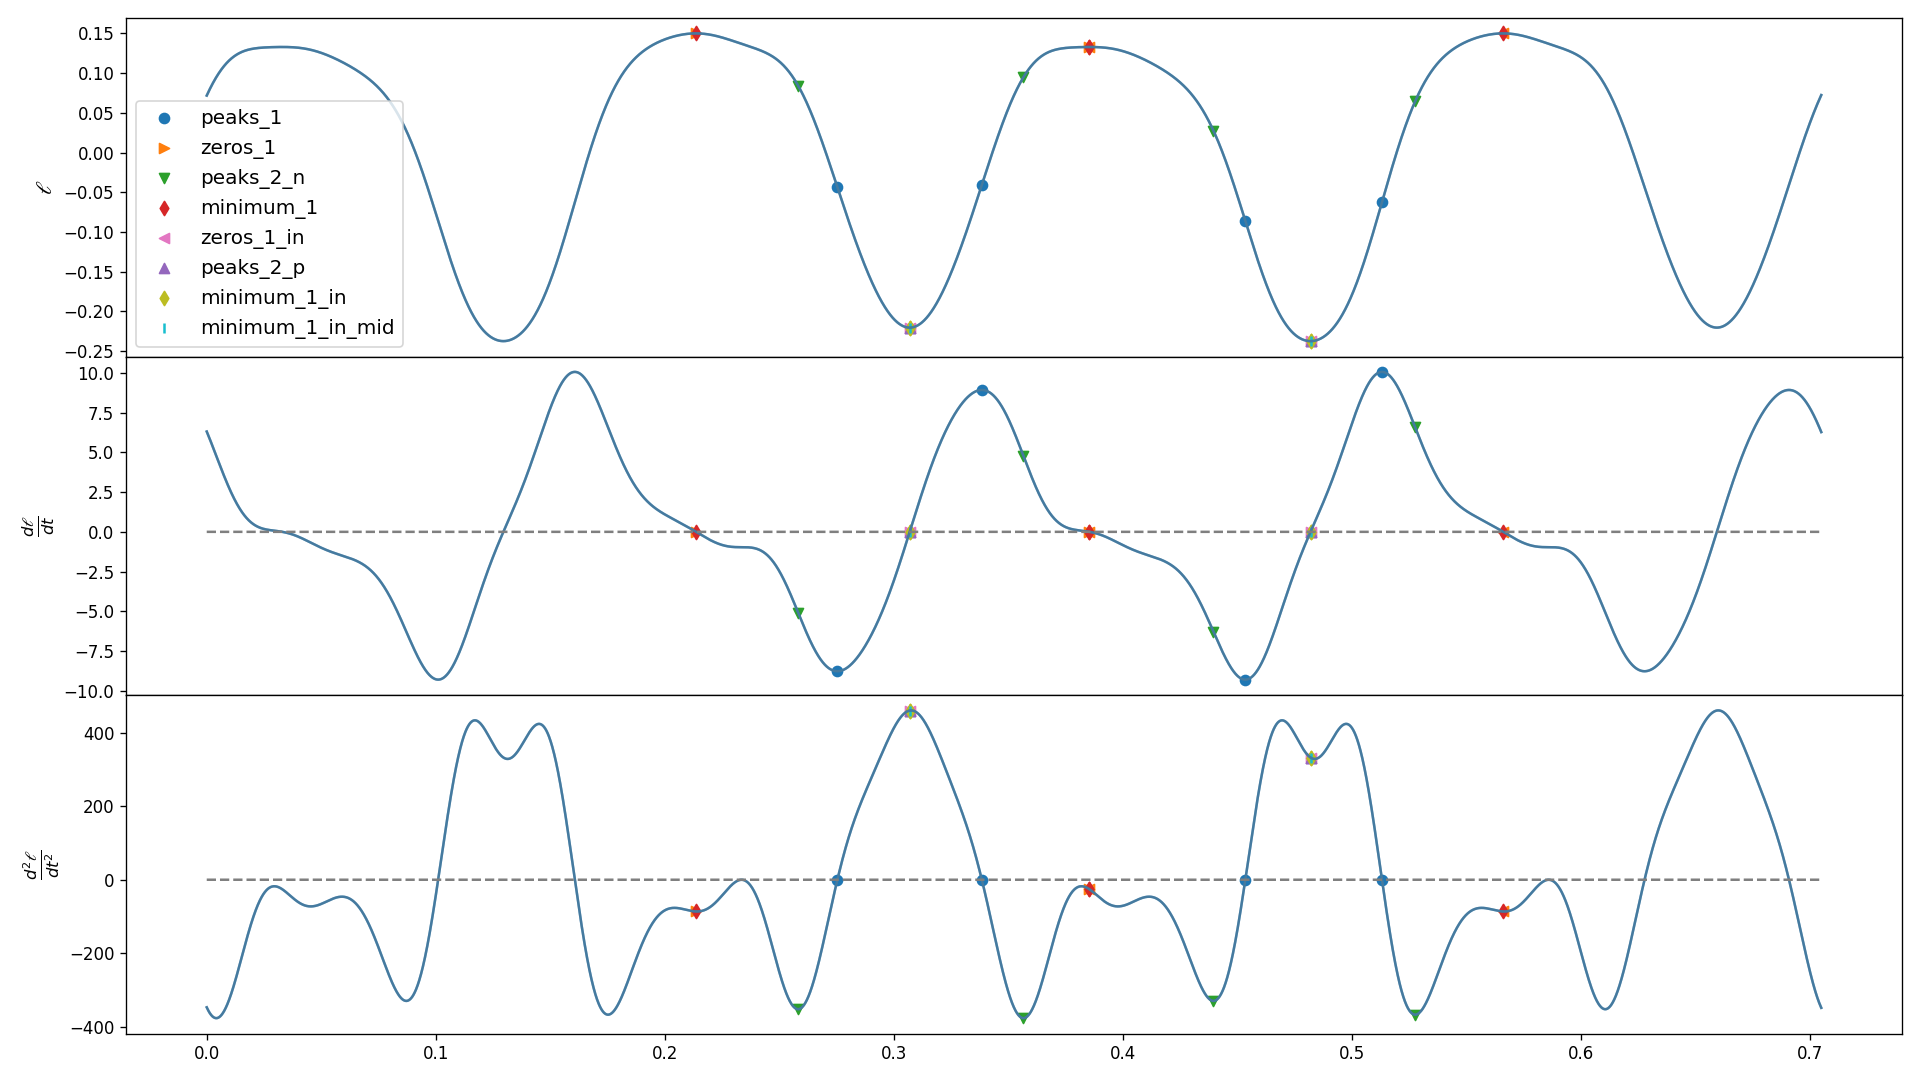 0.15
0.10
0.05
0.00
−0.05
−0.10
−0.15
−0.20
−0.25
ℓ
peaks_1
zeros_1
peaks_2_n
minimum_1
zeros_1_in
peaks_2_p
minimum_1_in
minimum_1_in_mid
10.0
7.5
5.0
2.5
0.0
−2.5
−5.0
−7.5
−10.0
dℓ
dt
400
200
0
−200
−400
d²ℓ
dt²
0.0 0.1 0.2 0.3 0.4 0.5 0.6 0.7